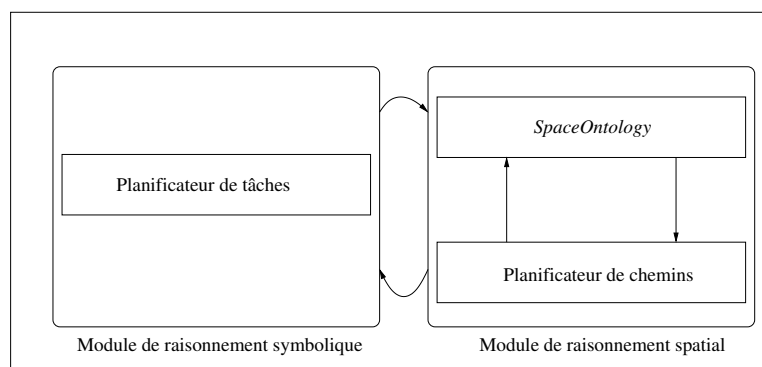 SpaceOntology
Planificateur de tâches
Planificateur de chemins
Module de raisonnement symbolique
Module de raisonnement spatial